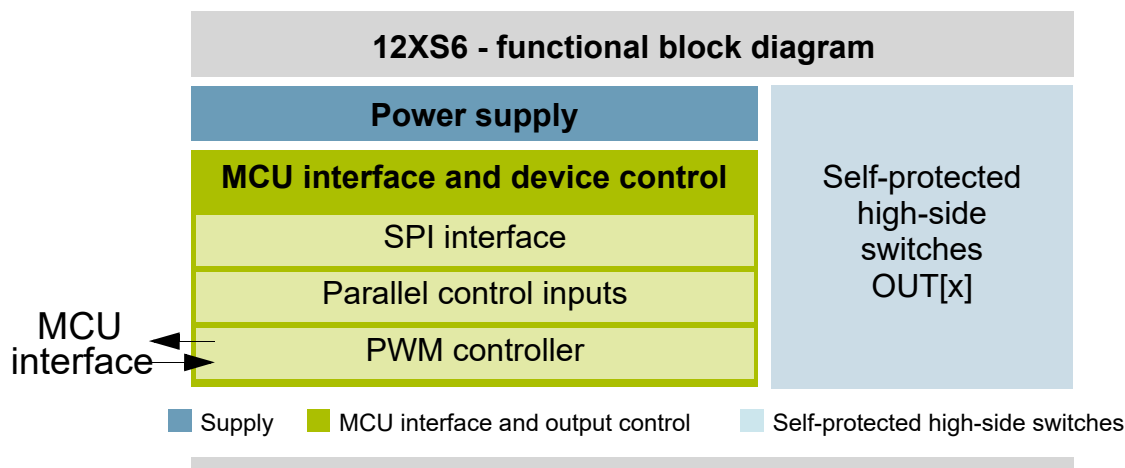 12XS6 - functional block diagram
Power supply
MCU interface and device control
SPI interface
Parallel control inputs
PWM controller
Self-protected
high-side
switches
OUT[x]
MCU
interface
Supply
MCU interface and output control
Self-protected high-side switches